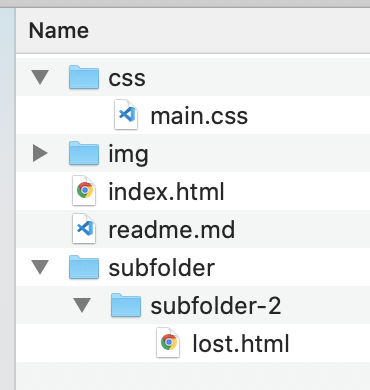 Name
css
main.css
img
index.html
readme.md
subfolder
subfolder-2
lost.html